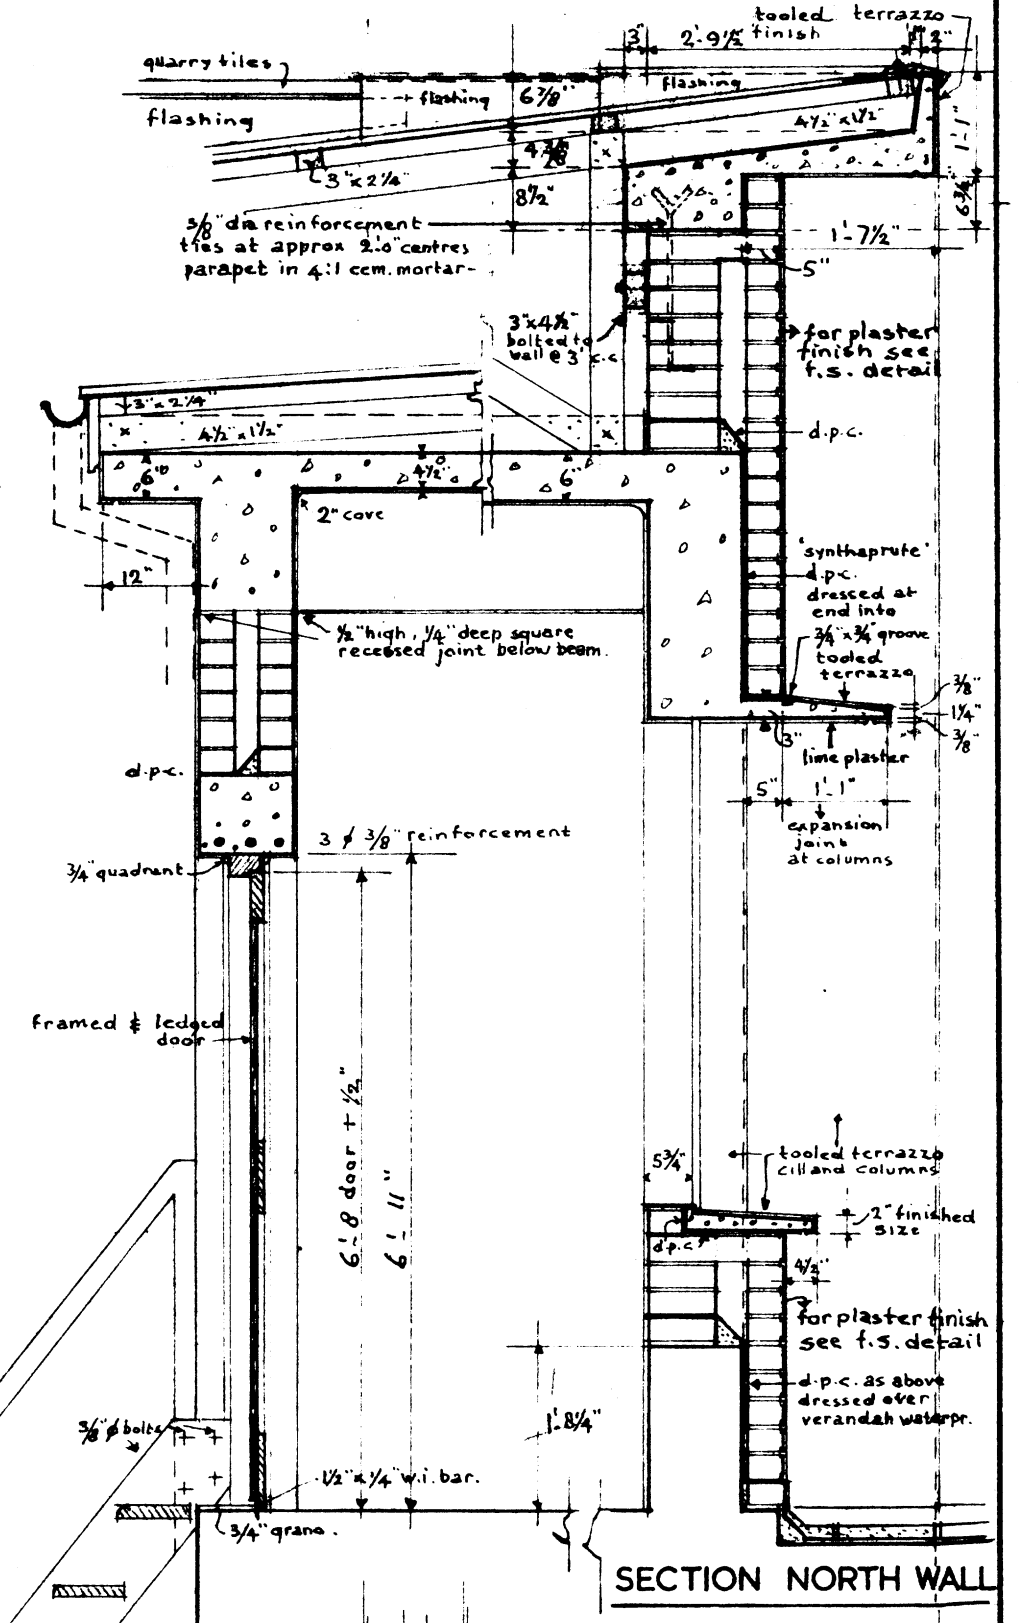 tooled terrazzo
finish
3"
2'-9½"
1"
2"
quarry tiles
flashing
flashing
flashing
6⅞"
4½"x1½"
1'-1"
3"x2¼"
8½"
6¾"
5/8" dia reinforcement
ties at approx 2'0" centres
parapet in 4:1 cem. mortar-
1'-7½"
5"
3"x4½"
bolted to
wall @ 3' c.c
for plaster
finish see
f.s. detail
3"x 2¼"
x
4½"x1½"
x
x
d.p.c.
6"
4½"
6"
2" cove
12"
'synthaprufe'
d.p.c.
dressed at
end into
¾"x¾" groove
tooled
terrazzo
½" high, ¼" deep square
recessed joint below beam.
3/8"
1¼"
3/8"
3"
lime plaster
d.p.c.
5"
1'-1"
expansion
joint
at columns
3 ϕ 3/8" reinforcement
¾" quadrant
framed & ledged
door
6'-8 door + ½"
6'-11"
5¾"
tooled terrazzo
cill and columns
2" finished
size
d.p.c.
4½"
for plaster finish
see f.s. detail
d.p.c. as above
dressed over
verandah waterpr.
3/8" ϕ bolts
1'-8¼"
1½" x ¼" w.i. bar.
3/4" grano.
SECTION NORTH WALL